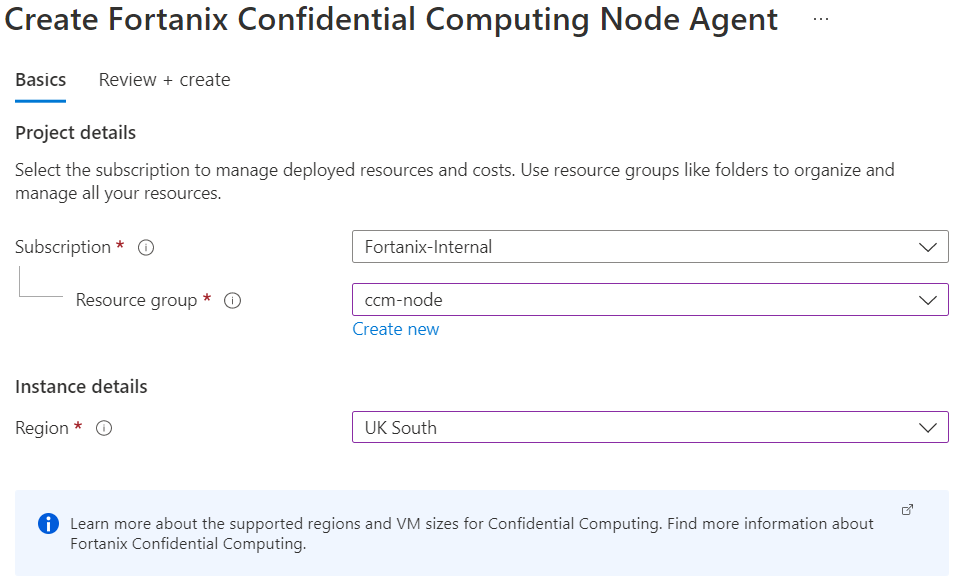 Create Fortanix Confidential Computing Node Agent ...
Basics Review + create
Project details
Select the subscription to manage deployed resources and costs. Use resource groups like folders to organize and
manage all your resources.
Subscription * Fortanix-Internal
Resource group * ccm-node
Create new
Instance details
Region * UK South
Learn more about the supported regions and VM sizes for Confidential Computing. Find more information about
Fortanix Confidential Computing.